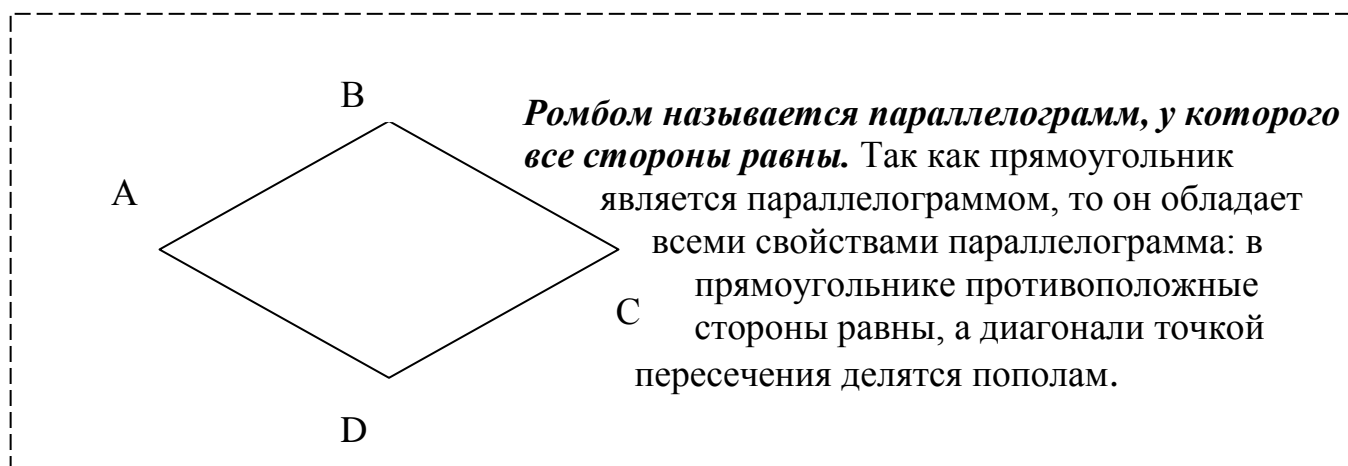 B
Ромбом называется параллелограмм, у которого
все стороны равны. Так как прямоугольник
A
является параллелограммом, то он обладает
всеми свойствами параллелограмма: в
прямоугольнике противоположные
C
стороны равны, а диагонали точкой
пересечения делятся пополам.
D